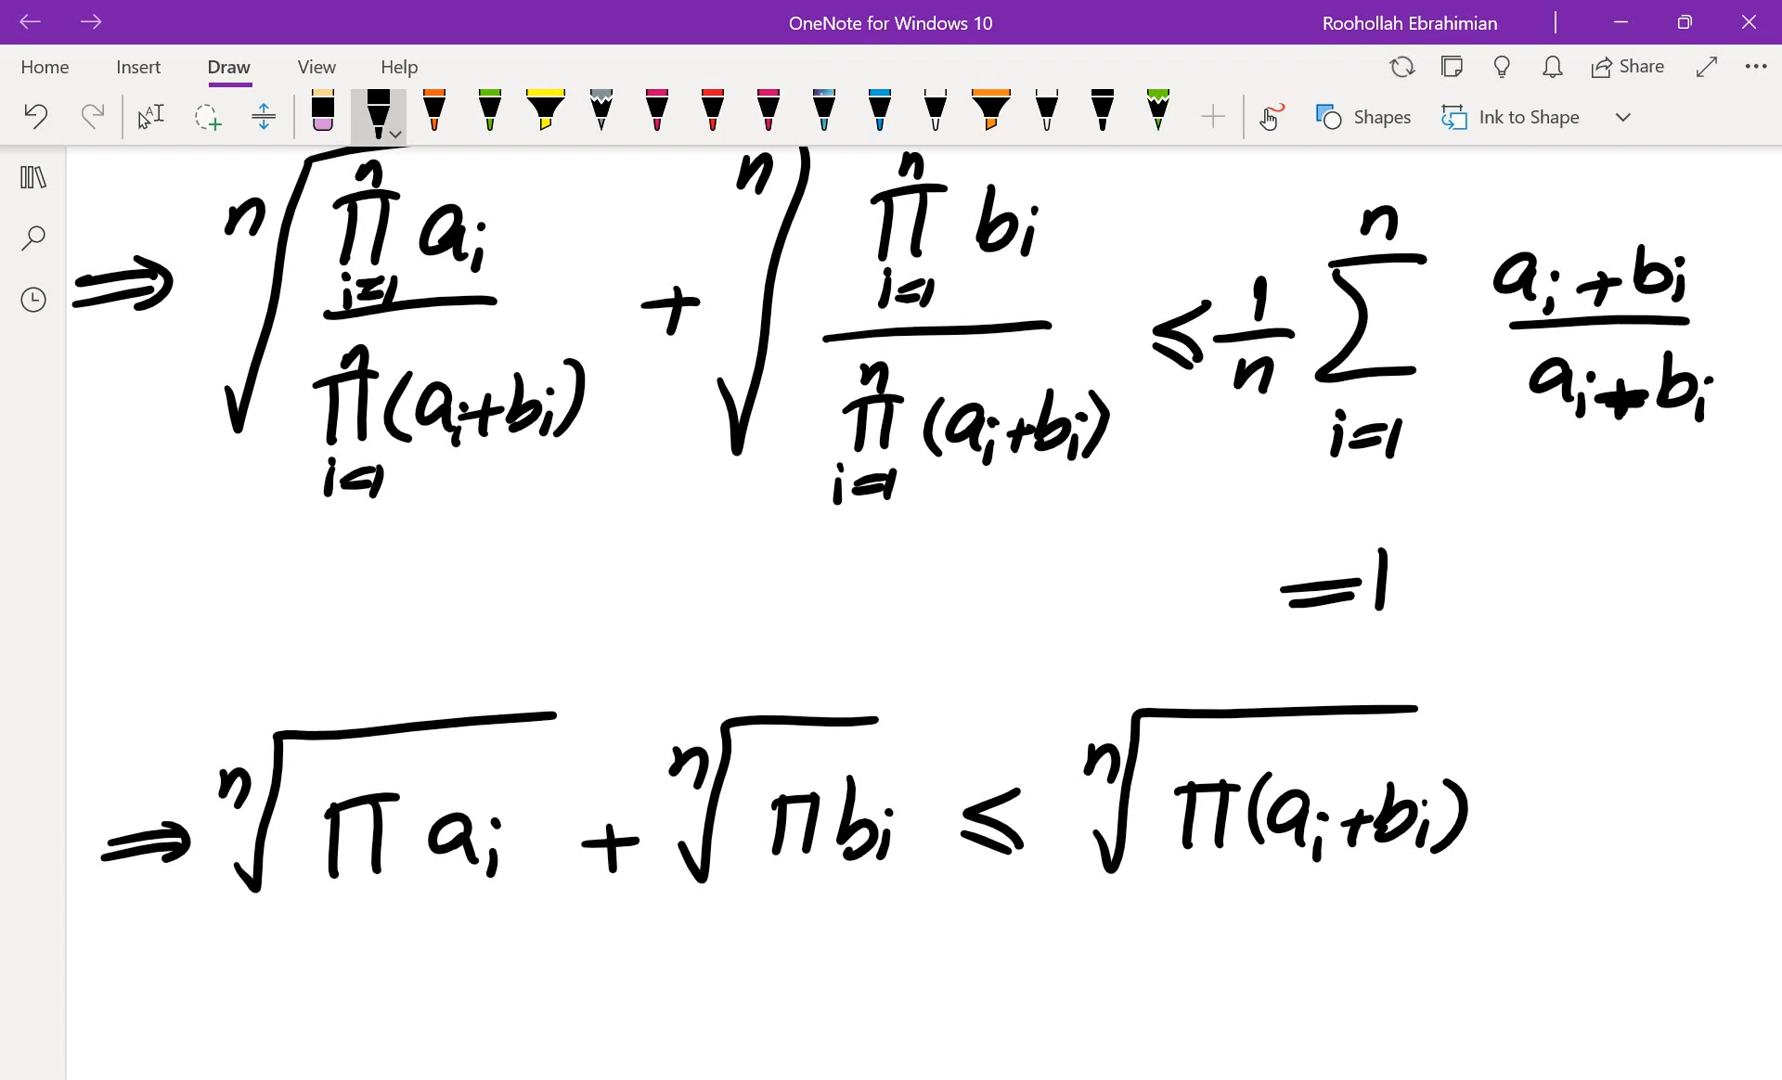 OneNote for Windows 10 Roohollah Ebrahimian
Home Insert Draw View Help Share
Shapes Ink to Shape
⇒ ⁿ√(∏ᵢ₌₁ⁿ aᵢ / ∏ᵢ₌₁ⁿ (aᵢ+bᵢ)) + ⁿ√(∏ᵢ₌₁ⁿ bᵢ / ∏ᵢ₌₁ⁿ (aᵢ+bᵢ)) ≤ 1/n ∑ᵢ₌₁ⁿ (aᵢ+bᵢ)/(aᵢ+bᵢ)
=1
⇒ ⁿ√(∏ aᵢ) + ⁿ√(∏ bᵢ) ≤ ⁿ√(∏(aᵢ+bᵢ))